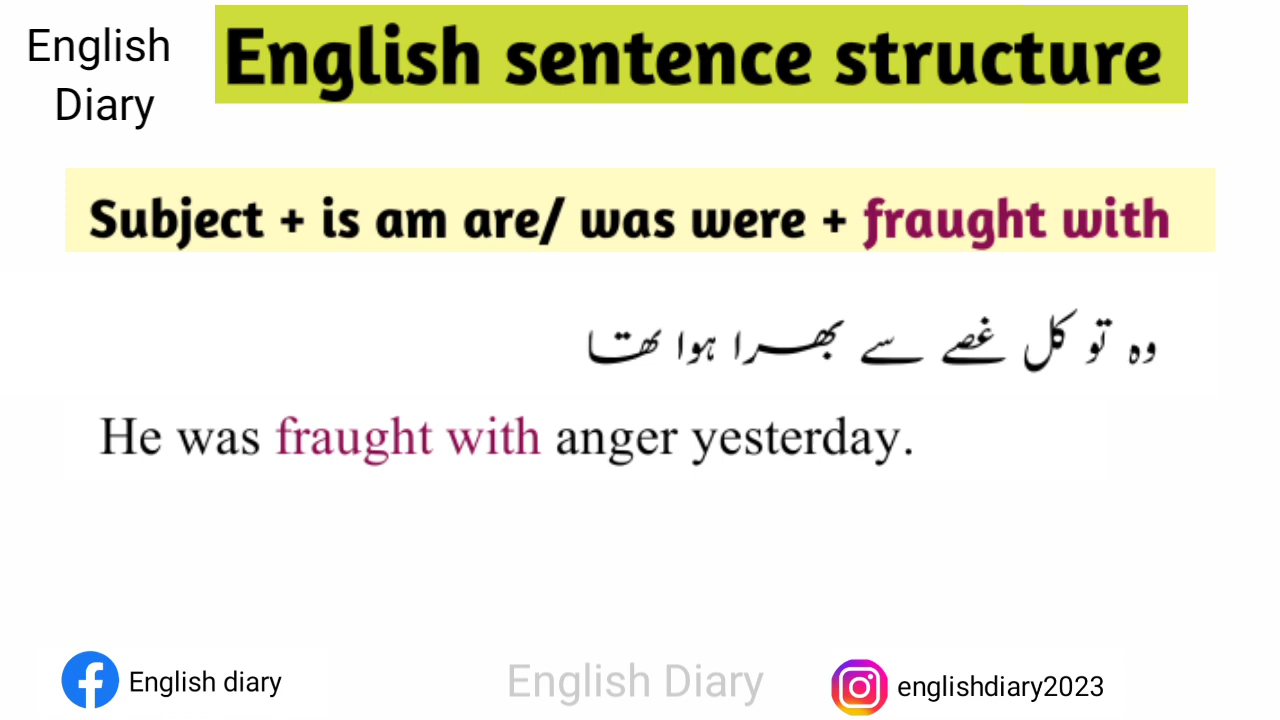 English
Diary
English sentence structure
Subject + is am are/ was were + fraught with
وہ تو کل غصے سے بھرا ہوا تھا
He was fraught with anger yesterday.
English diary
English Diary
englishdiary2023